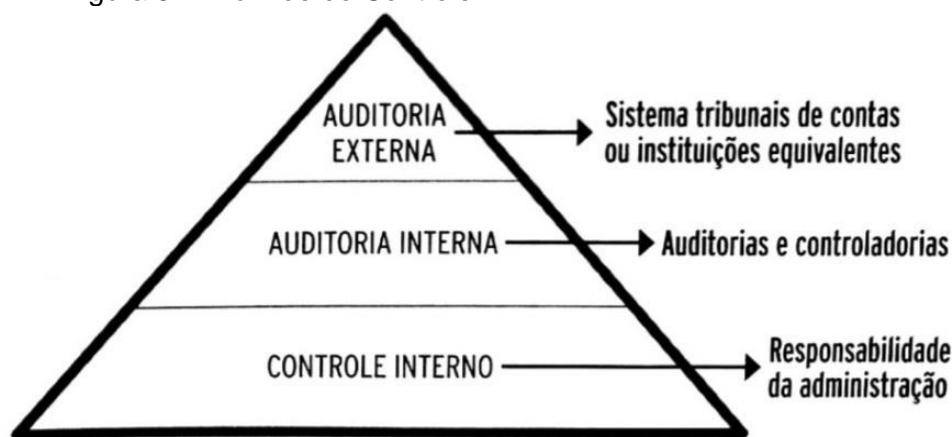 AUDITORIA
EXTERNA
Sistema tribunais de contas
ou instituições equivalentes
AUDITORIA INTERNA
Auditorias e controladorias
CONTROLE INTERNO
Responsabilidade
da administração